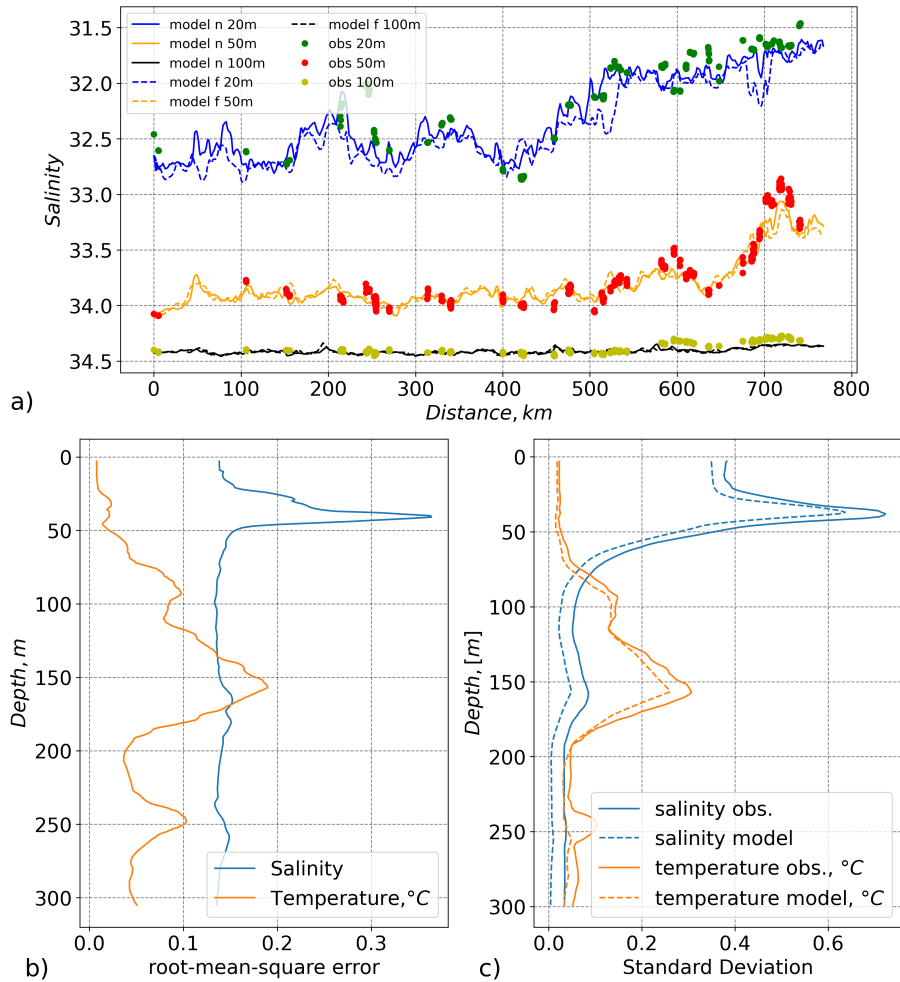 31.5
32.0
32.5
33.0
33.5
34.0
34.5
Salinity
model n 20m
model n 50m
model n 100m
model f 20m
model f 50m
model f 100m
obs 20m
obs 50m
obs 100m
0
100
200
300
400
500
600
700
800
Distance, km
a)
0
50
100
150
200
250
300
Depth, m
Salinity
Temperature,°C
0.0
0.1
0.2
0.3
root-mean-square error
b)
0
50
100
150
200
250
300
Depth, [m]
salinity obs.
salinity model
temperature obs., °C
temperature model, °C
0.0
0.2
0.4
0.6
Standard Deviation
c)